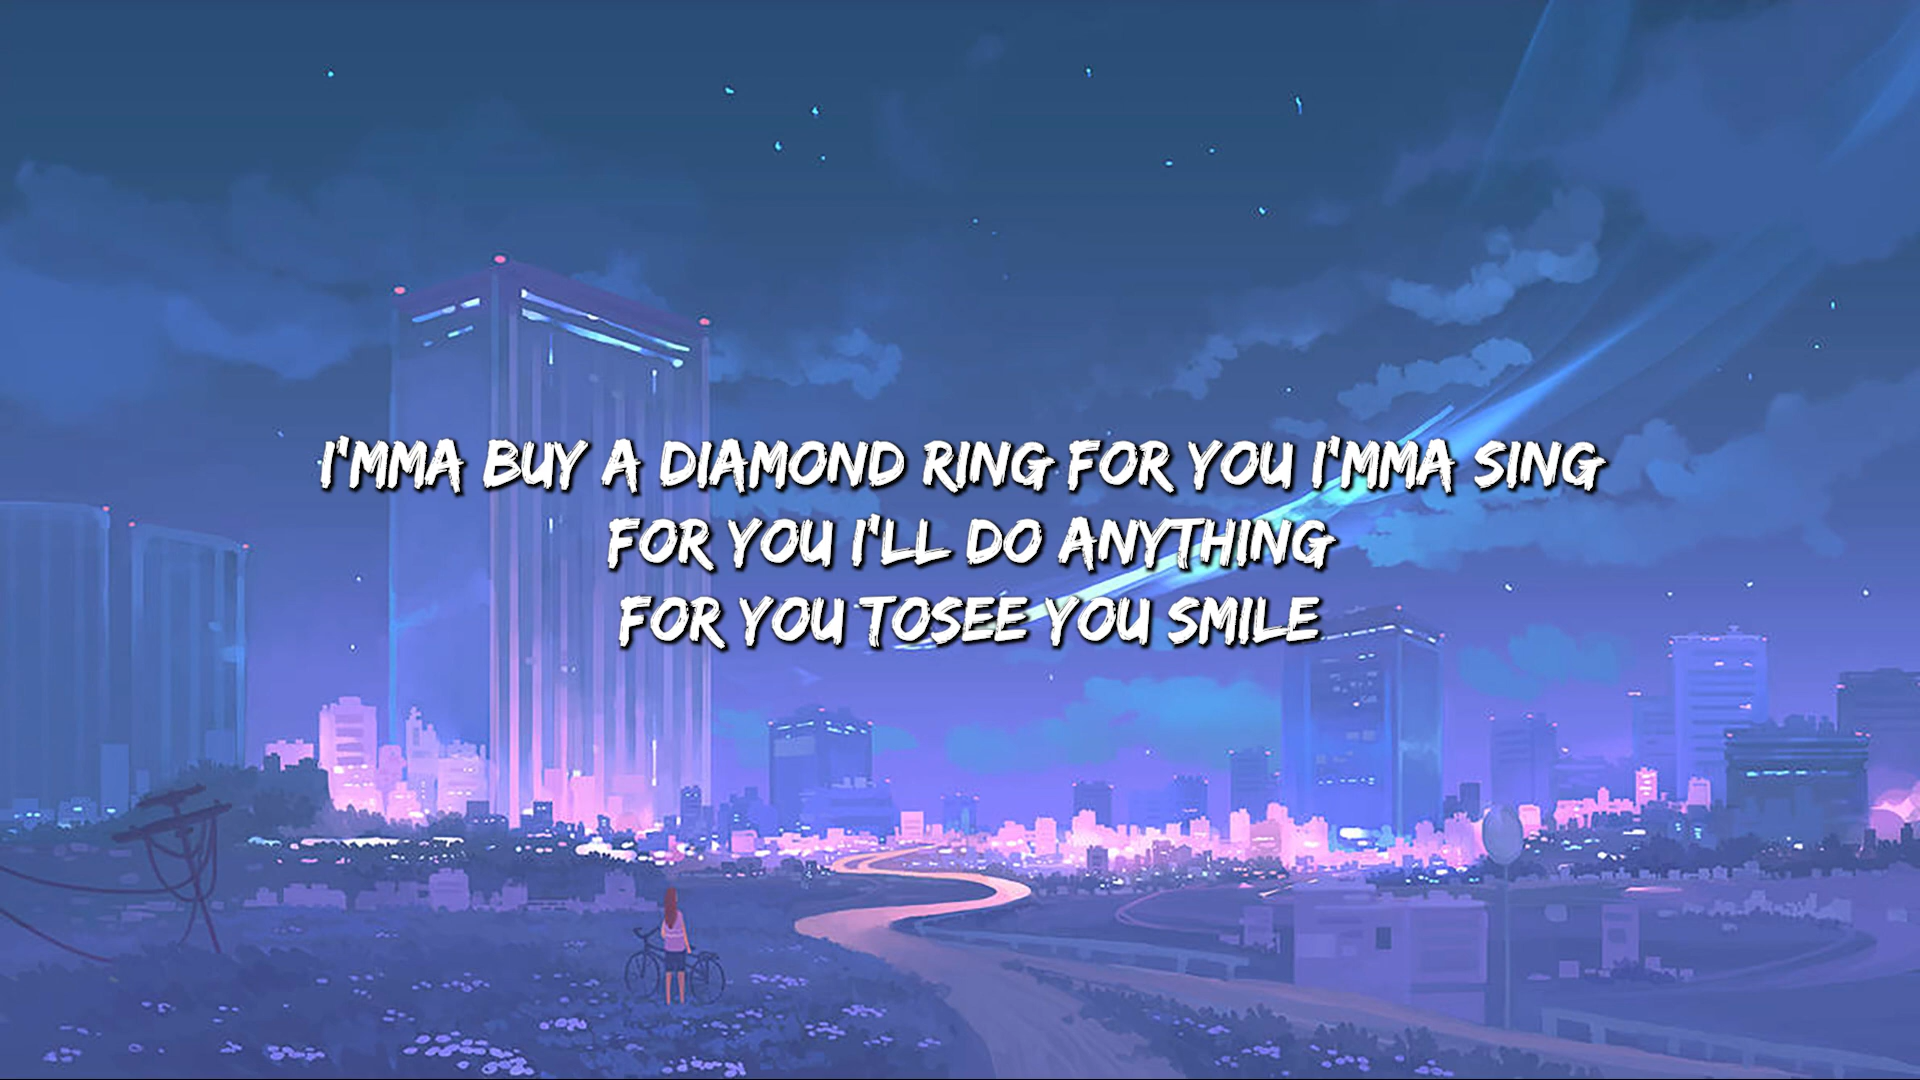 I'MMA BUY A DIAMOND RING FOR YOU I'MMA SING
FOR YOU I'LL DO ANYTHING
FOR YOU TOSEE YOU SMILE